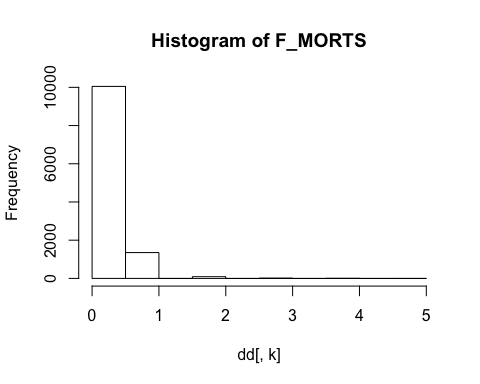 Histogram of F_MORTS
Frequency
10000
6000
2000
0
0 1 2 3 4 5
dd[, k]